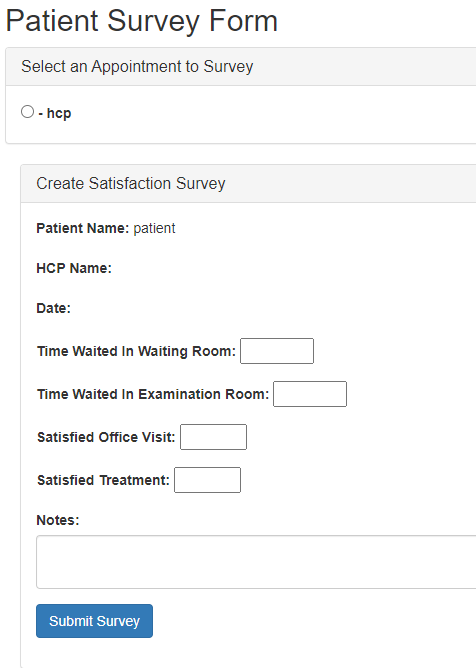 Patient Survey Form
Select an Appointment to Survey
- hcp
Create Satisfaction Survey
Patient Name: patient
HCP Name:
Date:
Time Waited In Waiting Room:
Time Waited In Examination Room:
Satisfied Office Visit:
Satisfied Treatment:
Notes:
Submit Survey